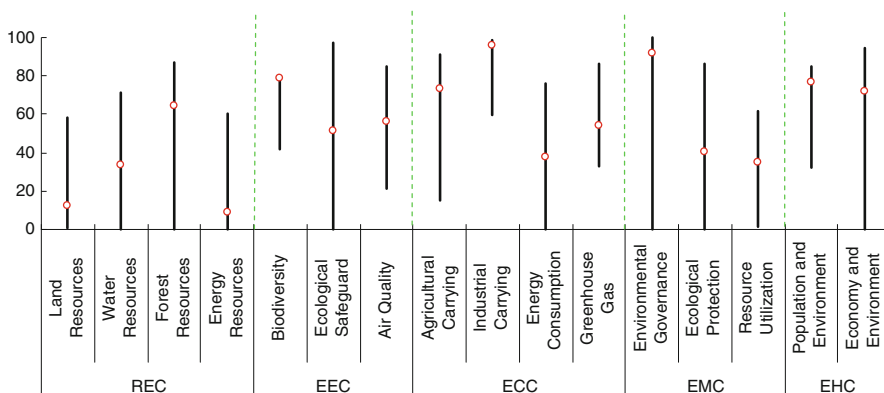 100
80
60
40
20
0
Land
Resources
Water
Resources
Forest
Resources
Energy
Resources
Biodiversity
Ecological
Safeguard
Air Quality
Agricultural
Carrying
Industrial
Carrying
Energy
Consumption
Greenhouse
Gas
Environmental
Governance
Ecological
Protection
Resource
Utilization
Population and
Environment
Economy and
Environment
REC
EEC
ECC
EMC
EHC